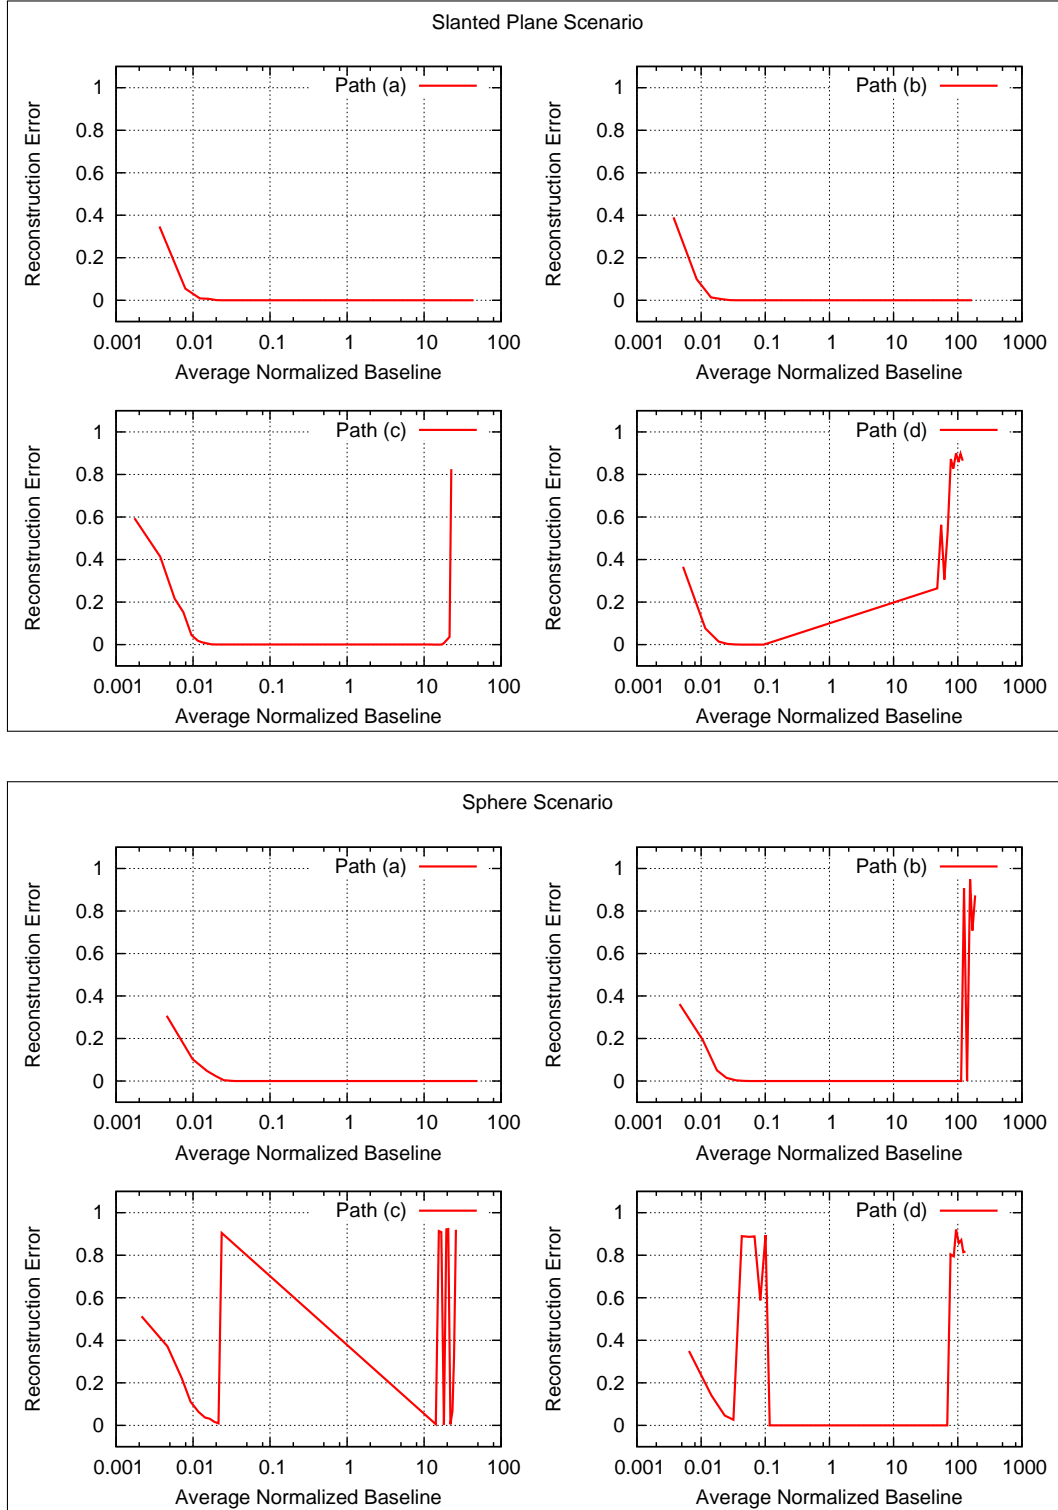 Slanted Plane Scenario
Reconstruction Error
1
0.8
0.6
0.4
0.2
0
Path (a)
0.001 0.01 0.1 1 10 100
Average Normalized Baseline
Reconstruction Error
1
0.8
0.6
0.4
0.2
0
Path (b)
0.001 0.01 0.1 1 10 100 1000
Average Normalized Baseline
Reconstruction Error
1
0.8
0.6
0.4
0.2
0
Path (c)
0.001 0.01 0.1 1 10 100
Average Normalized Baseline
Reconstruction Error
1
0.8
0.6
0.4
0.2
0
Path (d)
0.001 0.01 0.1 1 10 100 1000
Average Normalized Baseline
Sphere Scenario
Reconstruction Error
1
0.8
0.6
0.4
0.2
0
Path (a)
0.001 0.01 0.1 1 10 100
Average Normalized Baseline
Reconstruction Error
1
0.8
0.6
0.4
0.2
0
Path (b)
0.001 0.01 0.1 1 10 100 1000
Average Normalized Baseline
Reconstruction Error
1
0.8
0.6
0.4
0.2
0
Path (c)
0.001 0.01 0.1 1 10 100
Average Normalized Baseline
Reconstruction Error
1
0.8
0.6
0.4
0.2
0
Path (d)
0.001 0.01 0.1 1 10 100 1000
Average Normalized Baseline